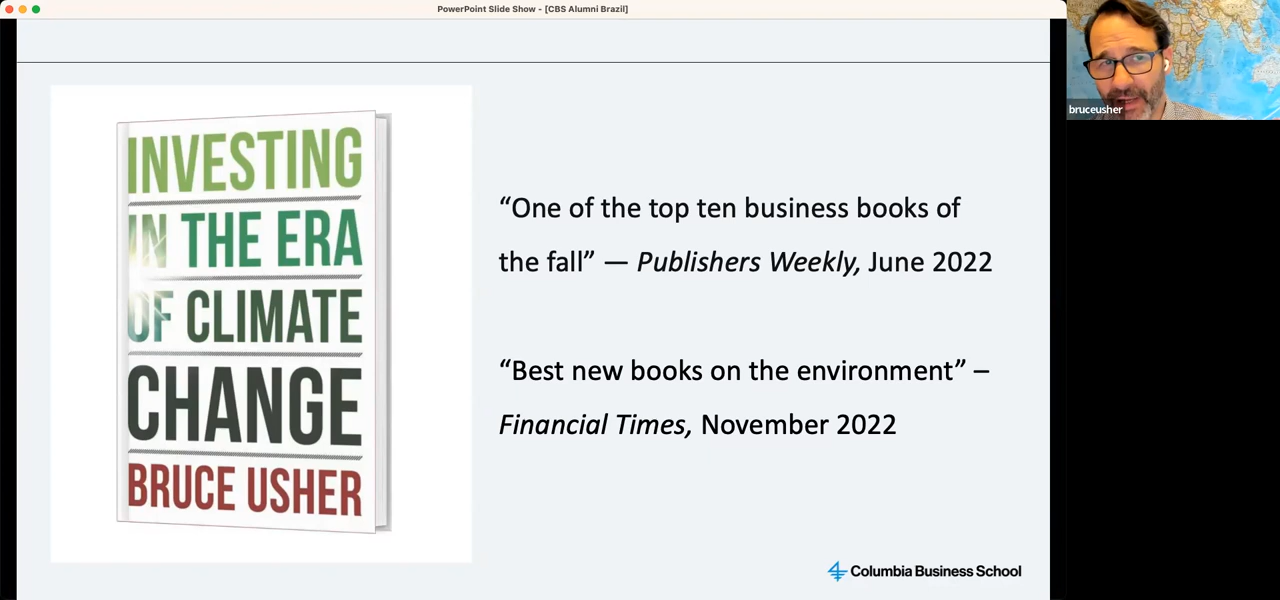 PowerPoint Slide Show - [CBS Alumni Brazil]
INVESTING
IN THE ERA
OF CLIMATE
CHANGE
BRUCE USHER
“One of the top ten business books of
the fall” — Publishers Weekly, June 2022
“Best new books on the environment” –
Financial Times, November 2022
Columbia Business School
bruceusher